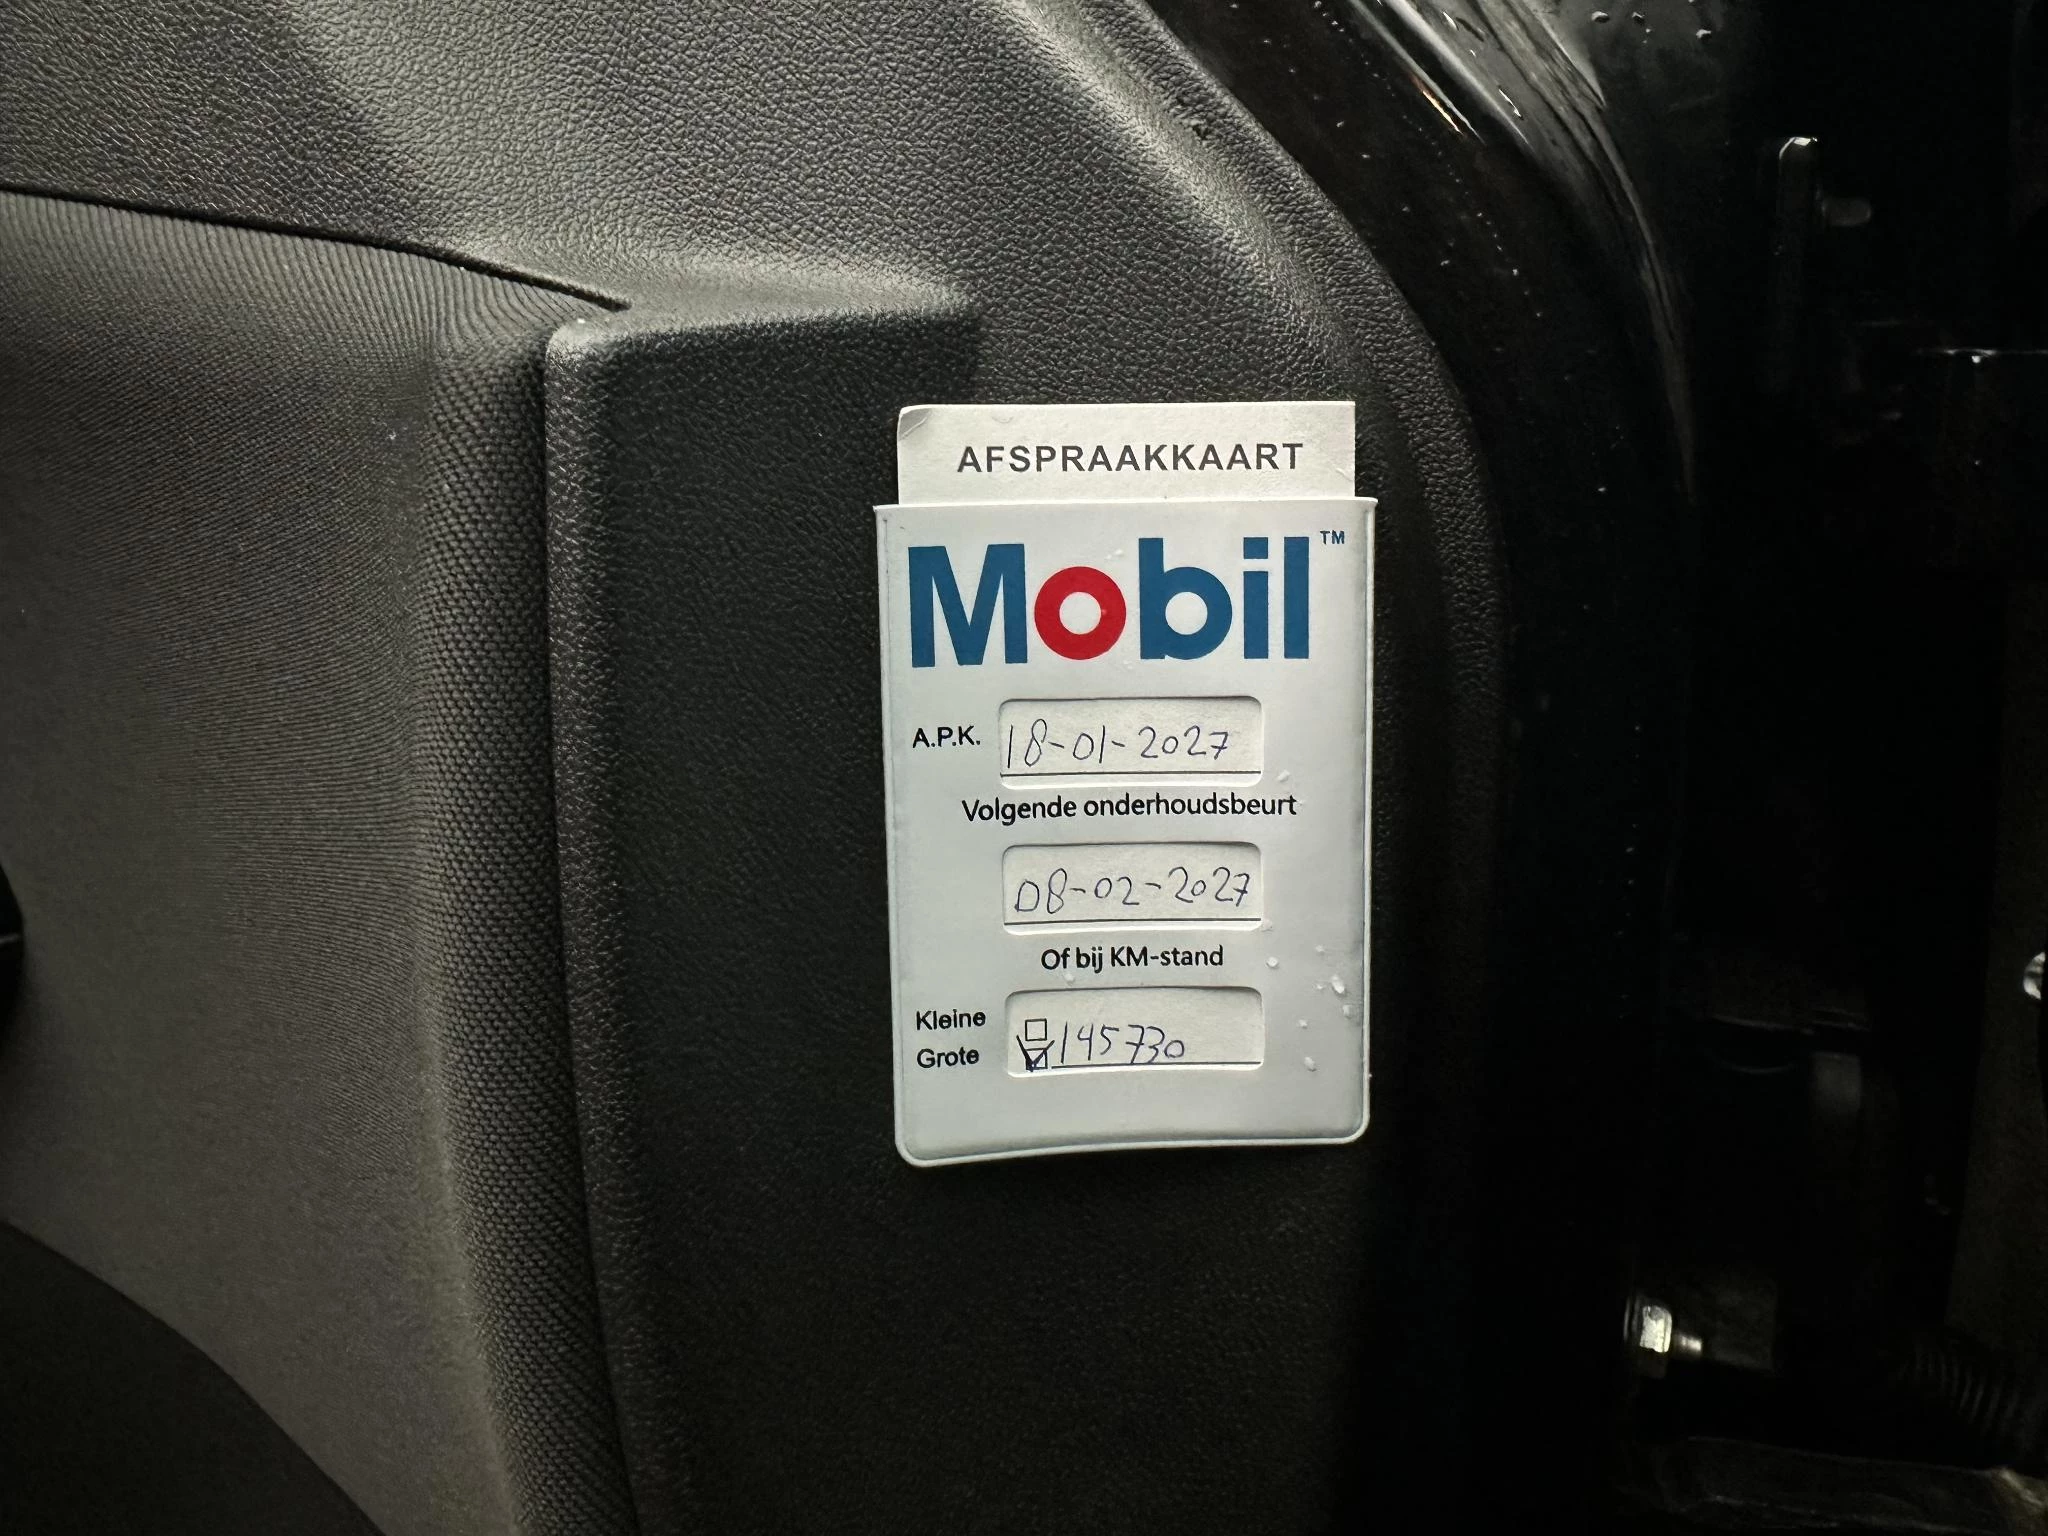 AFSPRAAKKAART
Mobil™
A.P.K. 18-01-2027
Volgende onderhoudsbeurt
08-02-2027
Of bij KM-stand
Kleine ☐
Grote ☑ 145730